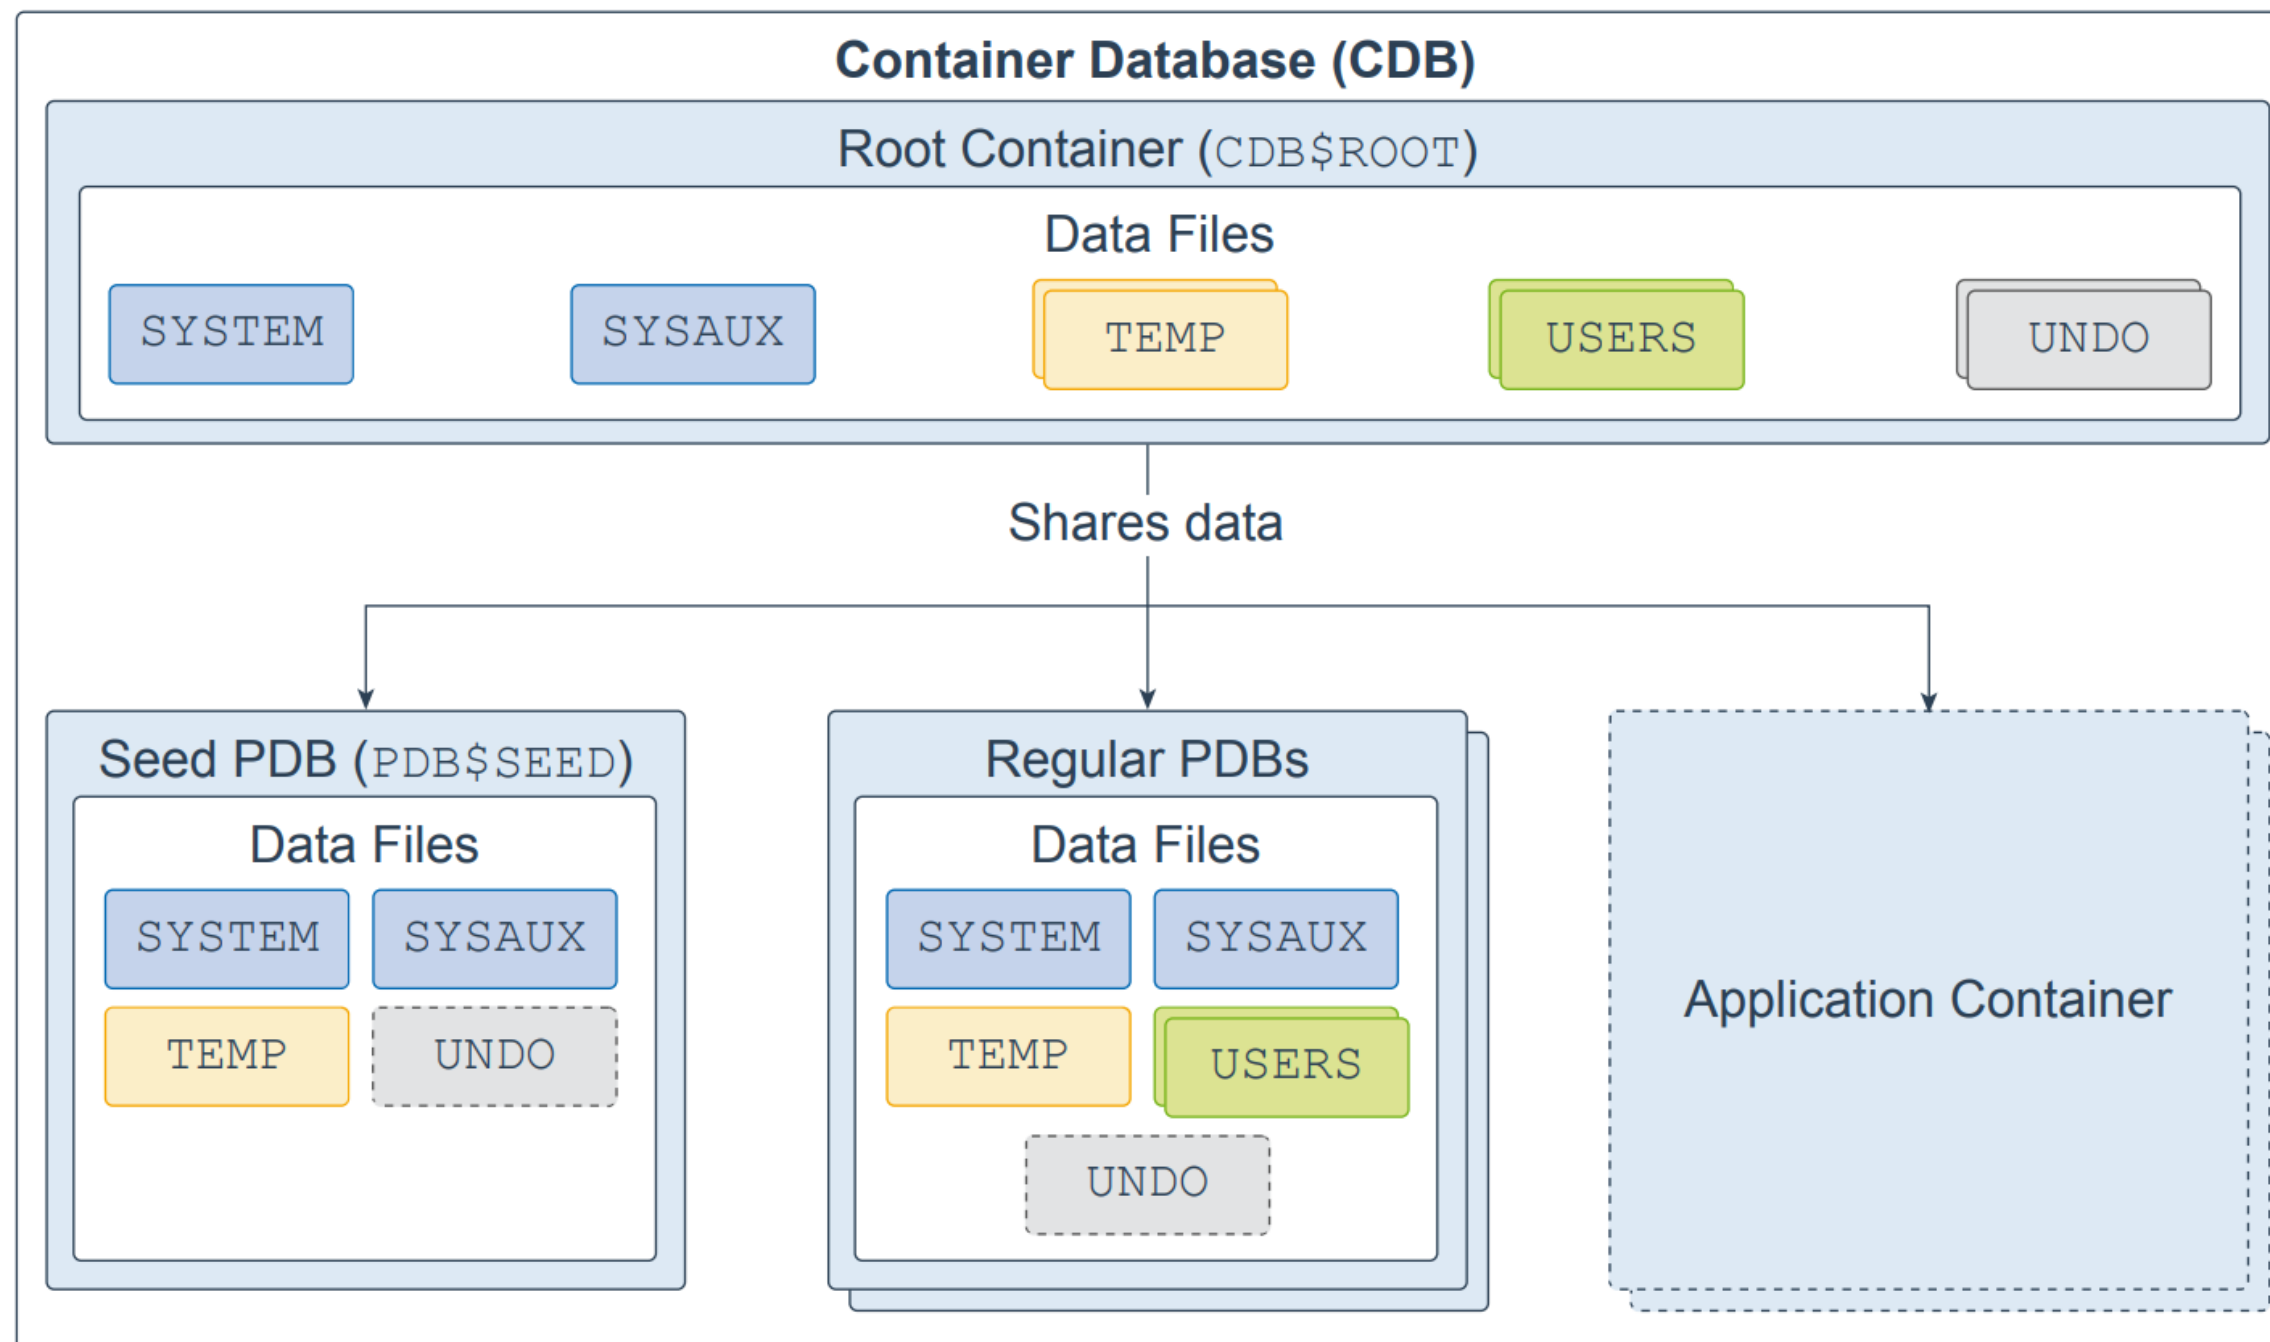 Container Database (CDB)
Root Container (CDB$ROOT)
Data Files
SYSTEM
SYSAUX
TEMP
USERS
UNDO
Shares data
Seed PDB (PDB$SEED)
Data Files
SYSTEM
SYSAUX
TEMP
UNDO
Regular PDBs
Data Files
SYSTEM
SYSAUX
TEMP
USERS
UNDO
Application Container